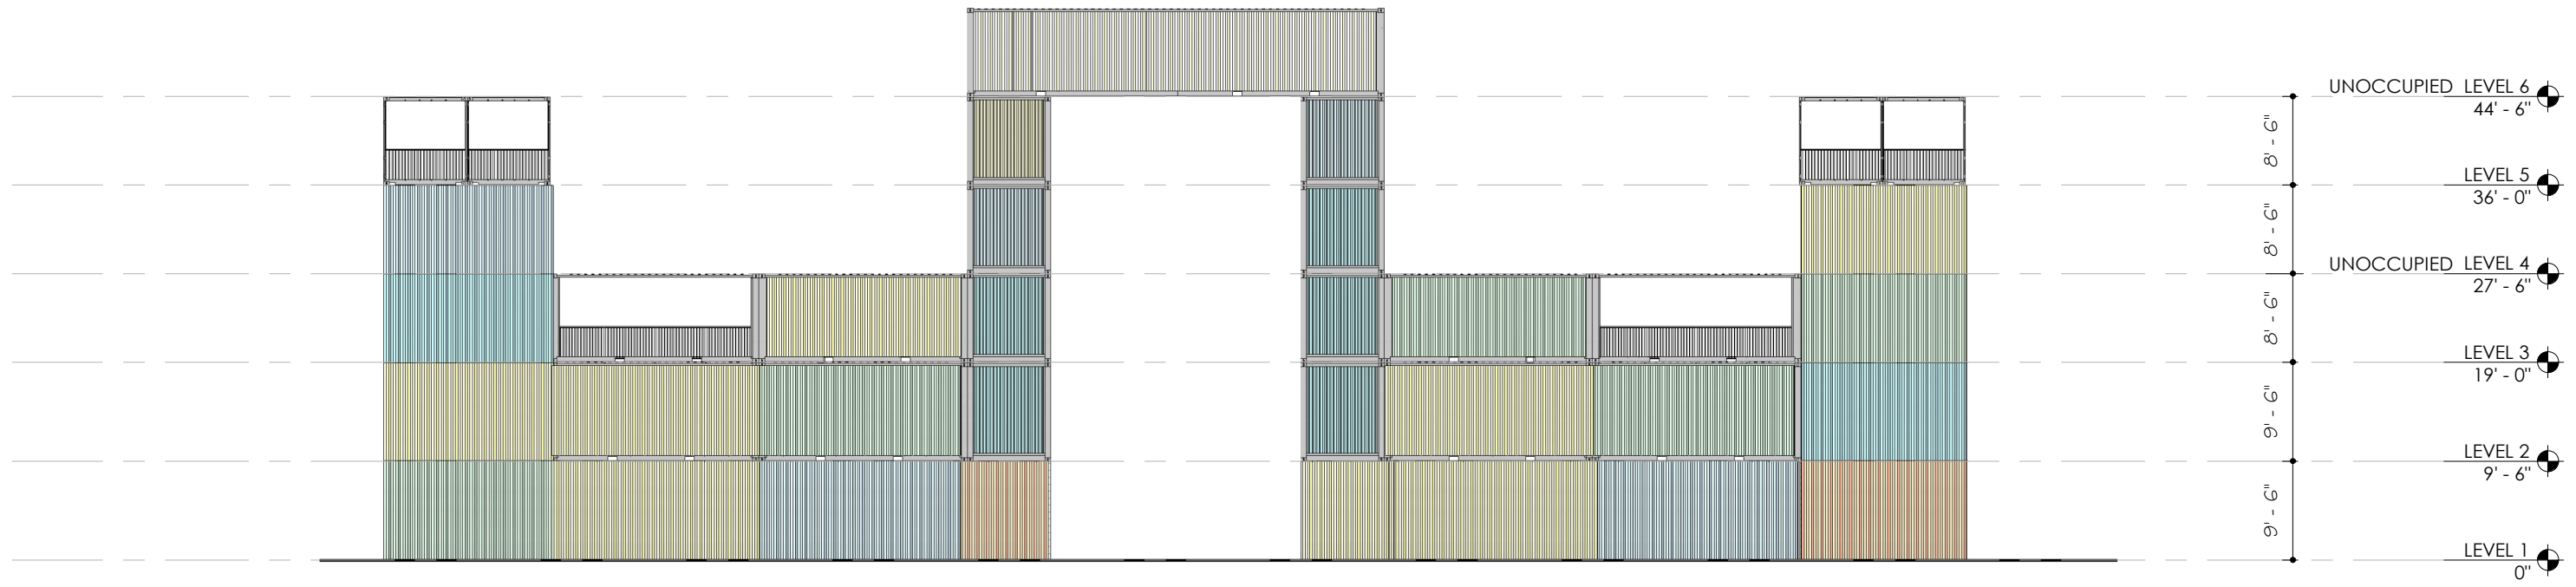 UNOCCUPIED LEVEL 6
44' - 6"
8' - 6"
LEVEL 5
36' - 0"
8' - 6"
UNOCCUPIED LEVEL 4
27' - 6"
8' - 6"
LEVEL 3
19' - 0"
9' - 6"
LEVEL 2
9' - 6"
9' - 6"
LEVEL 1
0"